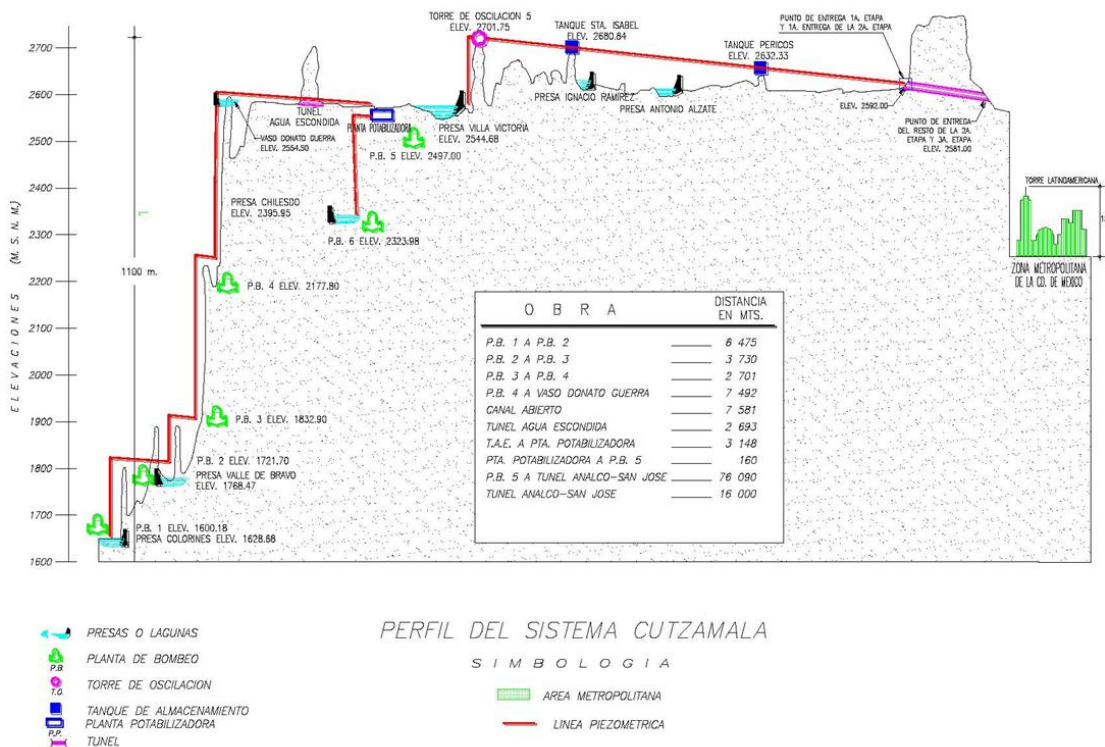 TORRE DE OSCILACION 5
ELEV. 2701.75
TANQUE STA. ISABEL
ELEV. 2680.84
PUNTO DE ENTREGA 1A. ETAPA
Y 1A. ENTREGA DE LA 2A. ETAPA
TANQUE PERICOS
ELEV. 2632.33
2700
2600
2500
2400
2300
2200
2100
2000
1900
1800
1700
1600
ELEVACIONES (M. S. N. M.)
1100 m.
TUNEL
AGUA ESCONDIDA
VASO DONATO GUERRA
ELEV. 2554.50
PLANTA POTABILIZADORA
P.B. 5 ELEV. 2497.00
PRESA VILLA VICTORIA
ELEV. 2544.68
PRESA IGNACIO RAMIREZ
PRESA ANTONIO ALZATE
ELEV. 2592.00
PUNTO DE ENTREGA
DEL RESTO DE LA 2A.
ETAPA Y 3A. ETAPA
ELEV. 2581.00
TORRE LATINOAMERICANA
ZONA METROPOLITANA
DE LA CD. DE MEXICO
PRESA CHILESDO
ELEV. 2395.95
P.B. 6 ELEV. 2323.98
P.B. 4 ELEV. 2177.80
P.B. 3 ELEV. 1832.90
P.B. 2 ELEV. 1721.70
PRESA VALLE DE BRAVO
ELEV. 1768.47
P.B. 1 ELEV. 1600.18
PRESA COLORINES ELEV. 1628.68
O B R A DISTANCIA
EN MTS.
P.B. 1 A P.B. 2 6 475
P.B. 2 A P.B. 3 3 730
P.B. 3 A P.B. 4 2 701
P.B. 4 A VASO DONATO GUERRA 7 492
CANAL ABIERTO 7 581
TUNEL AGUA ESCONDIDA 2 693
T.A.E. A PTA. POTABILIZADORA 3 148
PTA. POTABILIZADORA A P.B. 5 160
P.B. 5 A TUNEL ANALCO-SAN JOSE 76 090
TUNEL ANALCO-SAN JOSE 16 000
PERFIL DEL SISTEMA CUTZAMALA
S I M B O L O G I A
PRESAS O LAGUNAS
PLANTA DE BOMBEO
P.B.
TORRE DE OSCILACION
T.O.
TANQUE DE ALMACENAMIENTO
PLANTA POTABILIZADORA
P.P.
TUNEL
AREA METROPOLITANA
LINEA PIEZOMETRICA